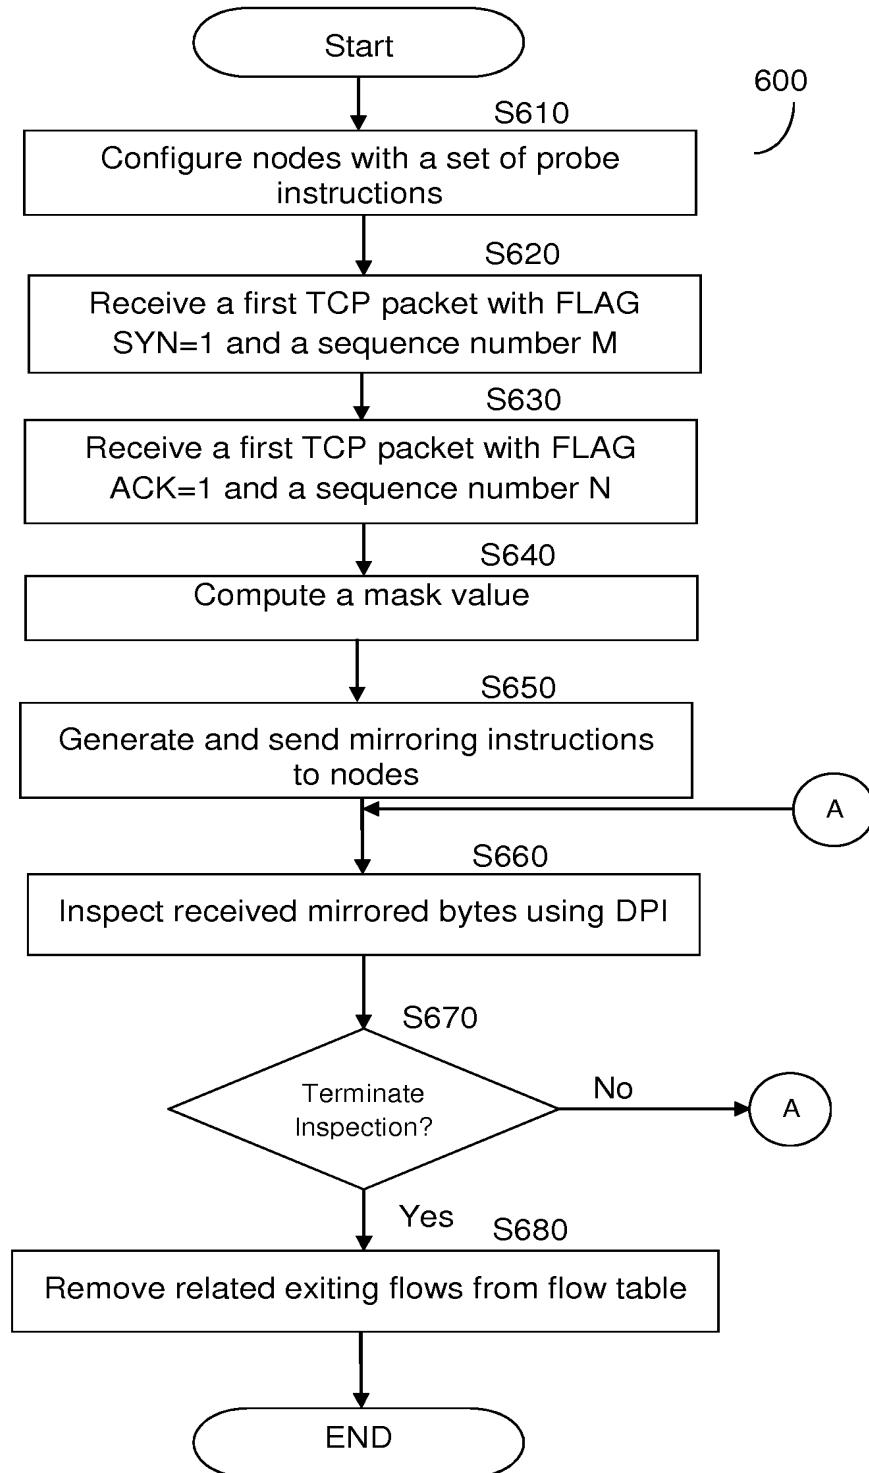 Start
600
S610
Configure nodes with a set of probe
instructions
S620
Receive a first TCP packet with FLAG
SYN=1 and a sequence number M
S630
Receive a first TCP packet with FLAG
ACK=1 and a sequence number N
S640
Compute a mask value
S650
Generate and send mirroring instructions
to nodes
A
S660
Inspect received mirrored bytes using DPI
S670
Terminate
Inspection?
No
A
Yes
S680
Remove related exiting flows from flow table
END